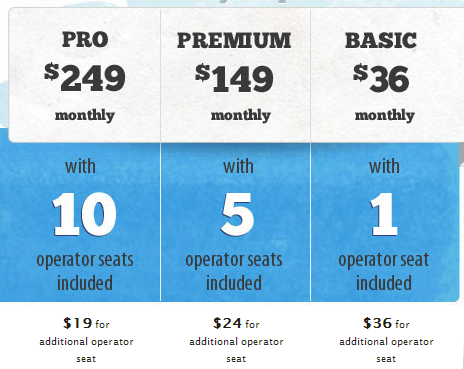 PRO
$249
monthly
with
10
operator seats
included
$19 for
additional operator
seat
PREMIUM
$149
monthly
with
5
operator seats
included
$24 for
additional operator
seat
BASIC
$36
monthly
with
1
operator seat
included
$36 for
additional operator
seat